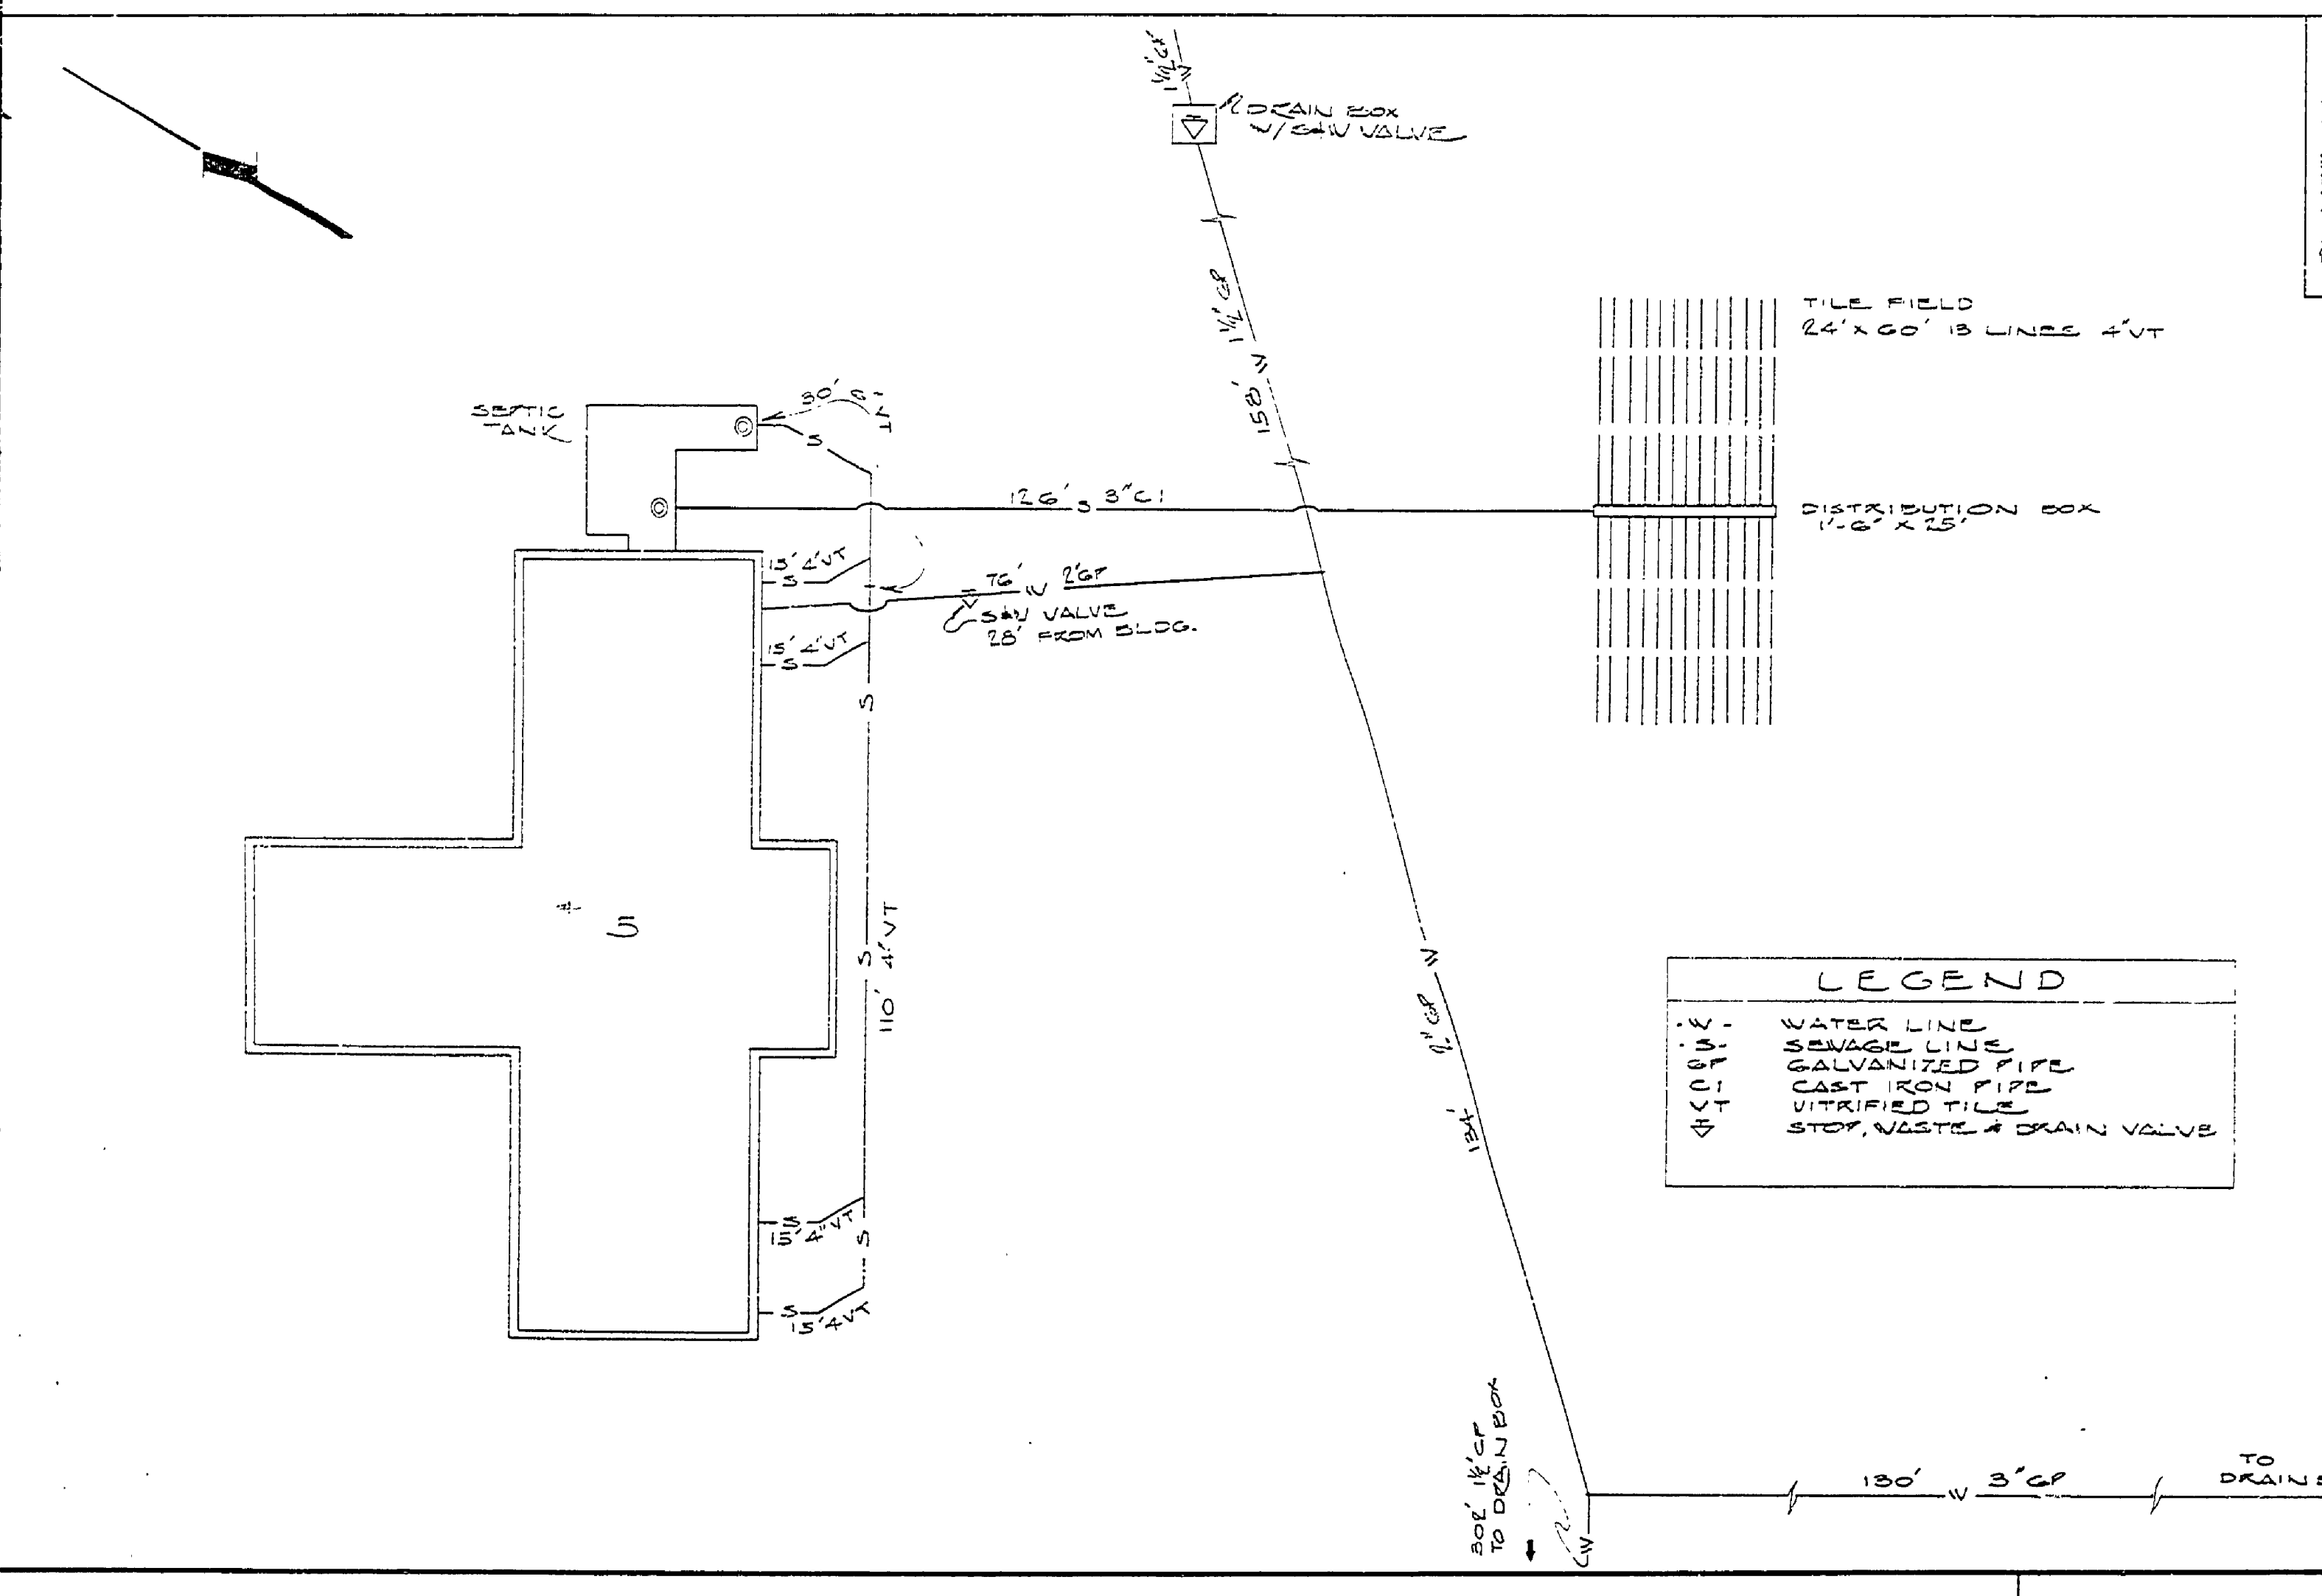 1½" GP
W
DRAIN BOX
W/ S&W VALVE
1½" GP
W
158'
TILE FIELD
24' x 60' 13 LINES 4" VT
SEPTIC
TANK
30'
S
126' S 3" CI
DISTRIBUTION BOX
1'-6" x 25'
15' 4" VT
S
76' W 2" GP
S&W VALVE
28' FROM BLDG.
15' 4" VT
S
S
# 5
S
110' 4" VT
W
2" GP
134'
LEGEND
-W- WATER LINE
-S- SEWAGE LINE
GP GALVANIZED PIPE
CI CAST IRON PIPE
VT VITRIFIED TILE
STOP, WASTE & DRAIN VALVE
S
15' 4" VT
S
S
15' 4" VT
302' 1½" GP
TO DRAIN BOX
W
130' W 3" GP
TO
DRAIN